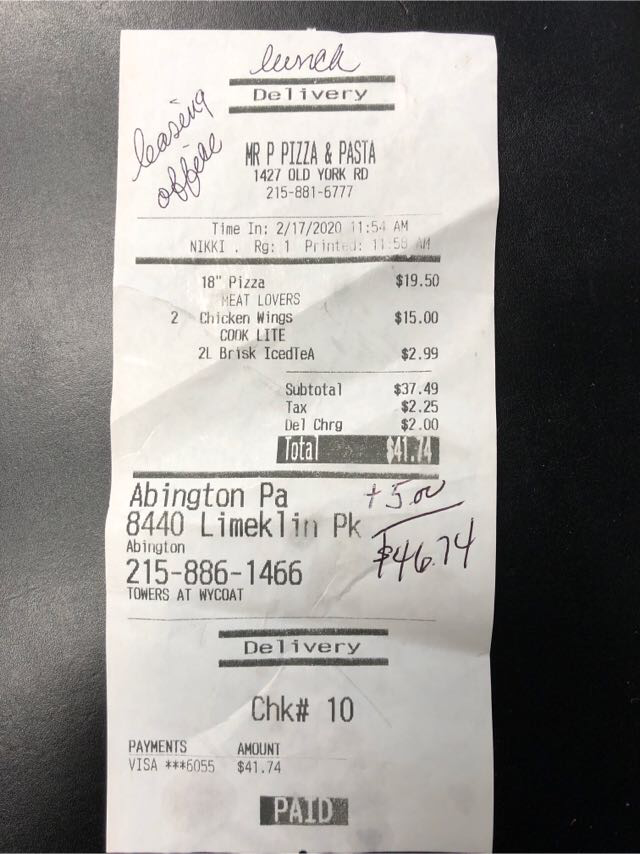 lunch
Delivery
leasing
office
MR P PIZZA & PASTA
1427 OLD YORK RD
215-881-6777
Time In: 2/17/2020 11:54 AM
NIKKI . Rg: 1 Printed: 11:56 AM
18" Pizza $19.50
MEAT LOVERS
2 Chicken Wings $15.00
COOK LITE
2L Brisk IcedTeA $2.99
Subtotal $37.49
Tax $2.25
Del Chrg $2.00
Total $41.74
+ 5.00
Abington Pa
8440 Limeklin Pk
$46.74
Abington
215-886-1466
TOWERS AT WYCOAT
Delivery
Chk# 10
PAYMENTS AMOUNT
VISA ***6055 $41.74
PAID